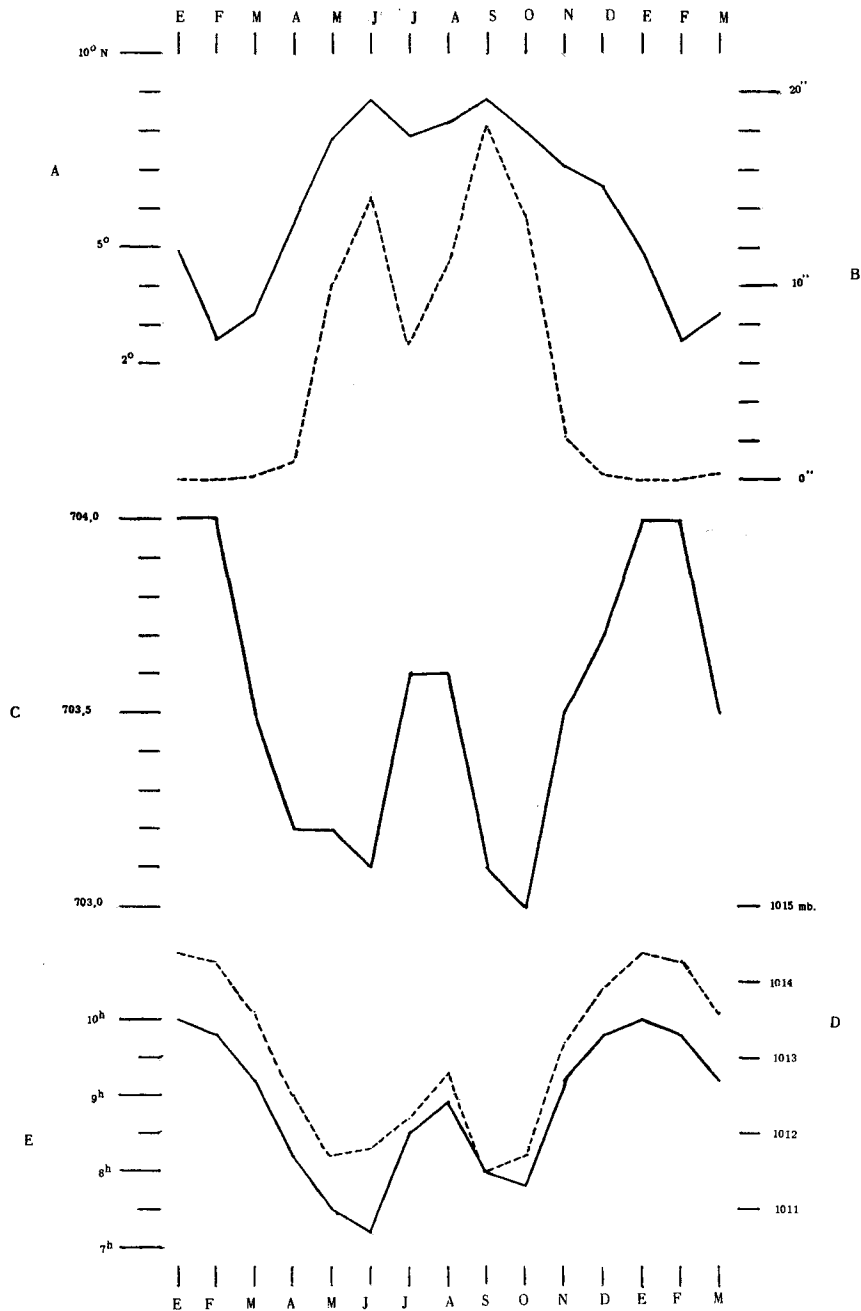 E F M A M J J A S O N D E F M
10° N
20''
A
5°
B
10''
2°
0''
704,0
C
703,5
703,0
1015 mb.
1014
10ʰ
D
1013
9ʰ
E
1012
8ʰ
1011
7ʰ
E F M A M J J A S O N D E F M